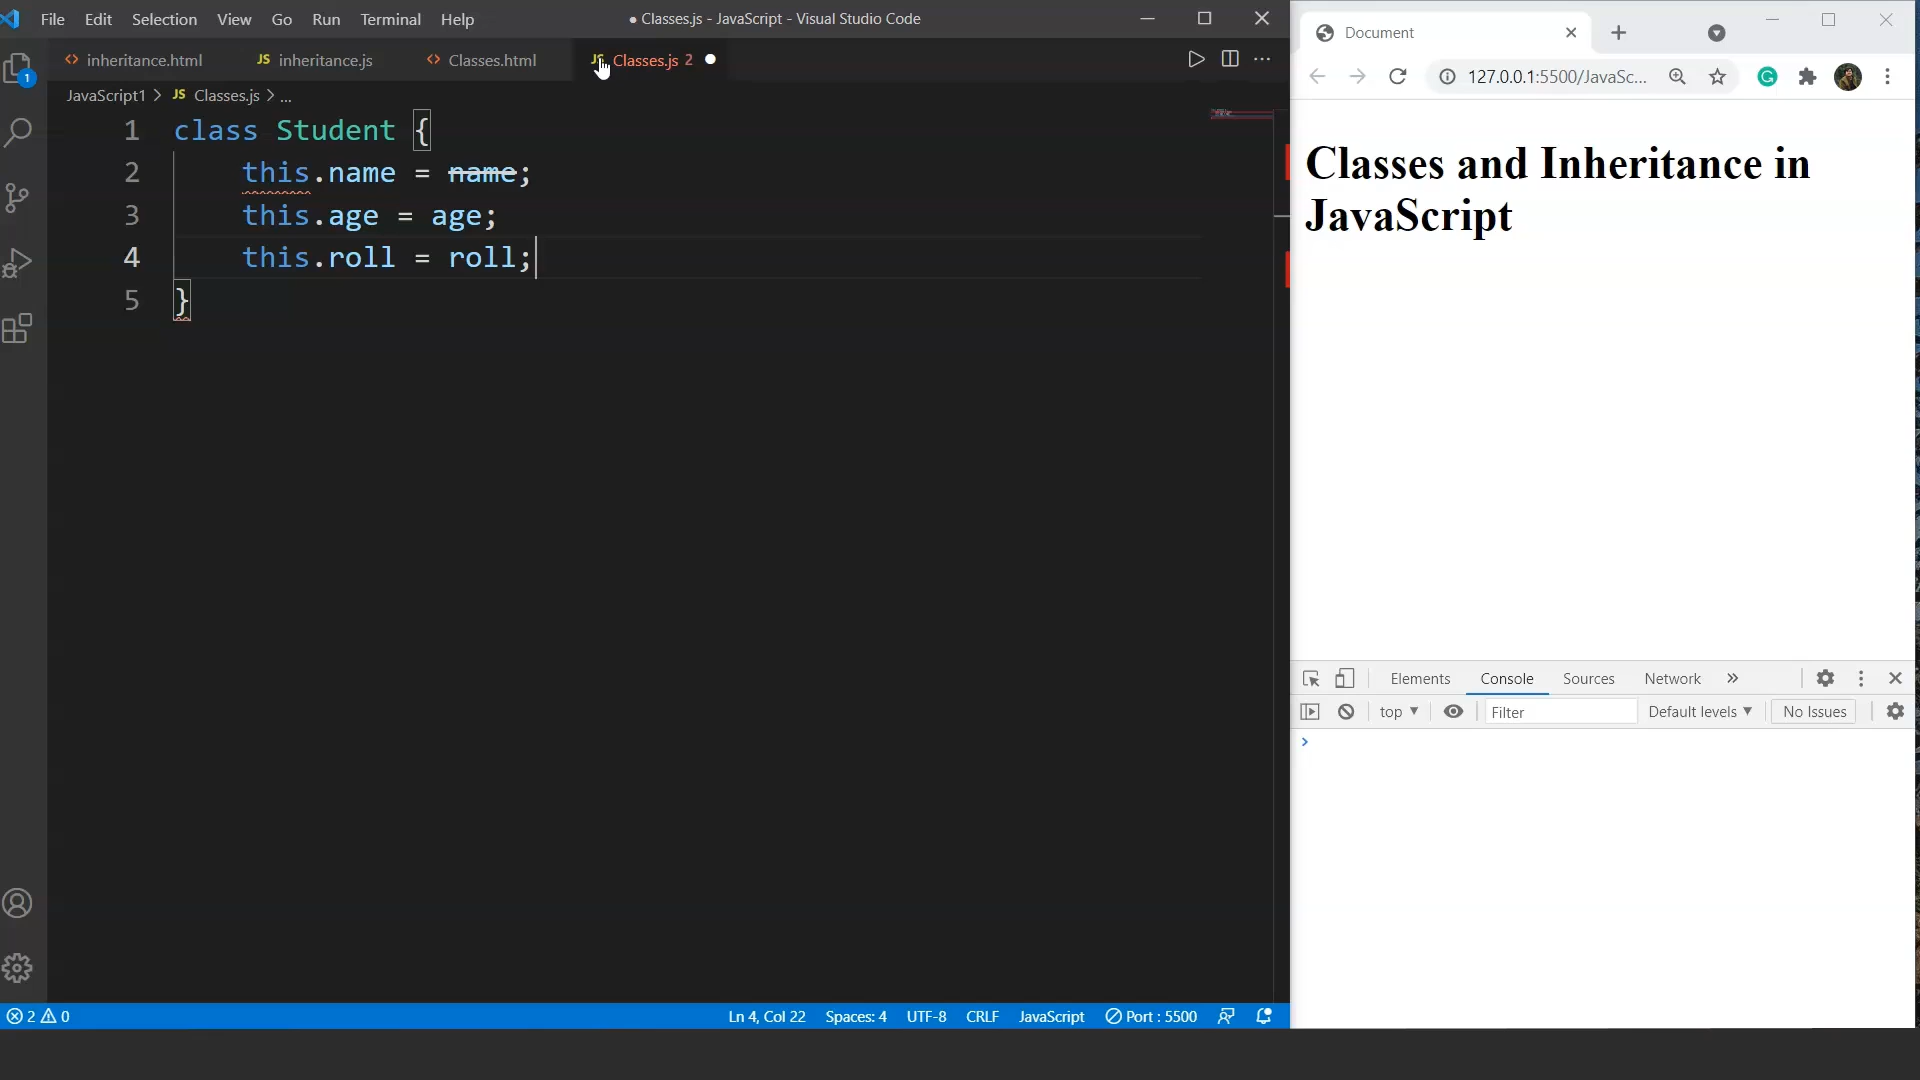 File Edit Selection View Go Run Terminal Help ● Classes.js - JavaScript - Visual Studio Code
inheritance.html JS inheritance.js Classes.html JS Classes.js 2
JavaScript1 > JS Classes.js > ...
1 class Student {
2 this.name = name;
3 this.age = age;
4 this.roll = roll;
5 }
1
2 0 Ln 4, Col 22 Spaces: 4 UTF-8 CRLF JavaScript Port : 5500
Document
127.0.0.1:5500/JavaSc...
Classes and Inheritance in
JavaScript
Elements Console Sources Network »
top ▼ Filter Default levels ▼ No Issues
>